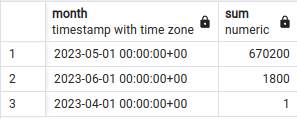 month sum
timestamp with time zone numeric
1 2023-05-01 00:00:00+00 670200
2 2023-06-01 00:00:00+00 1800
3 2023-04-01 00:00:00+00 1